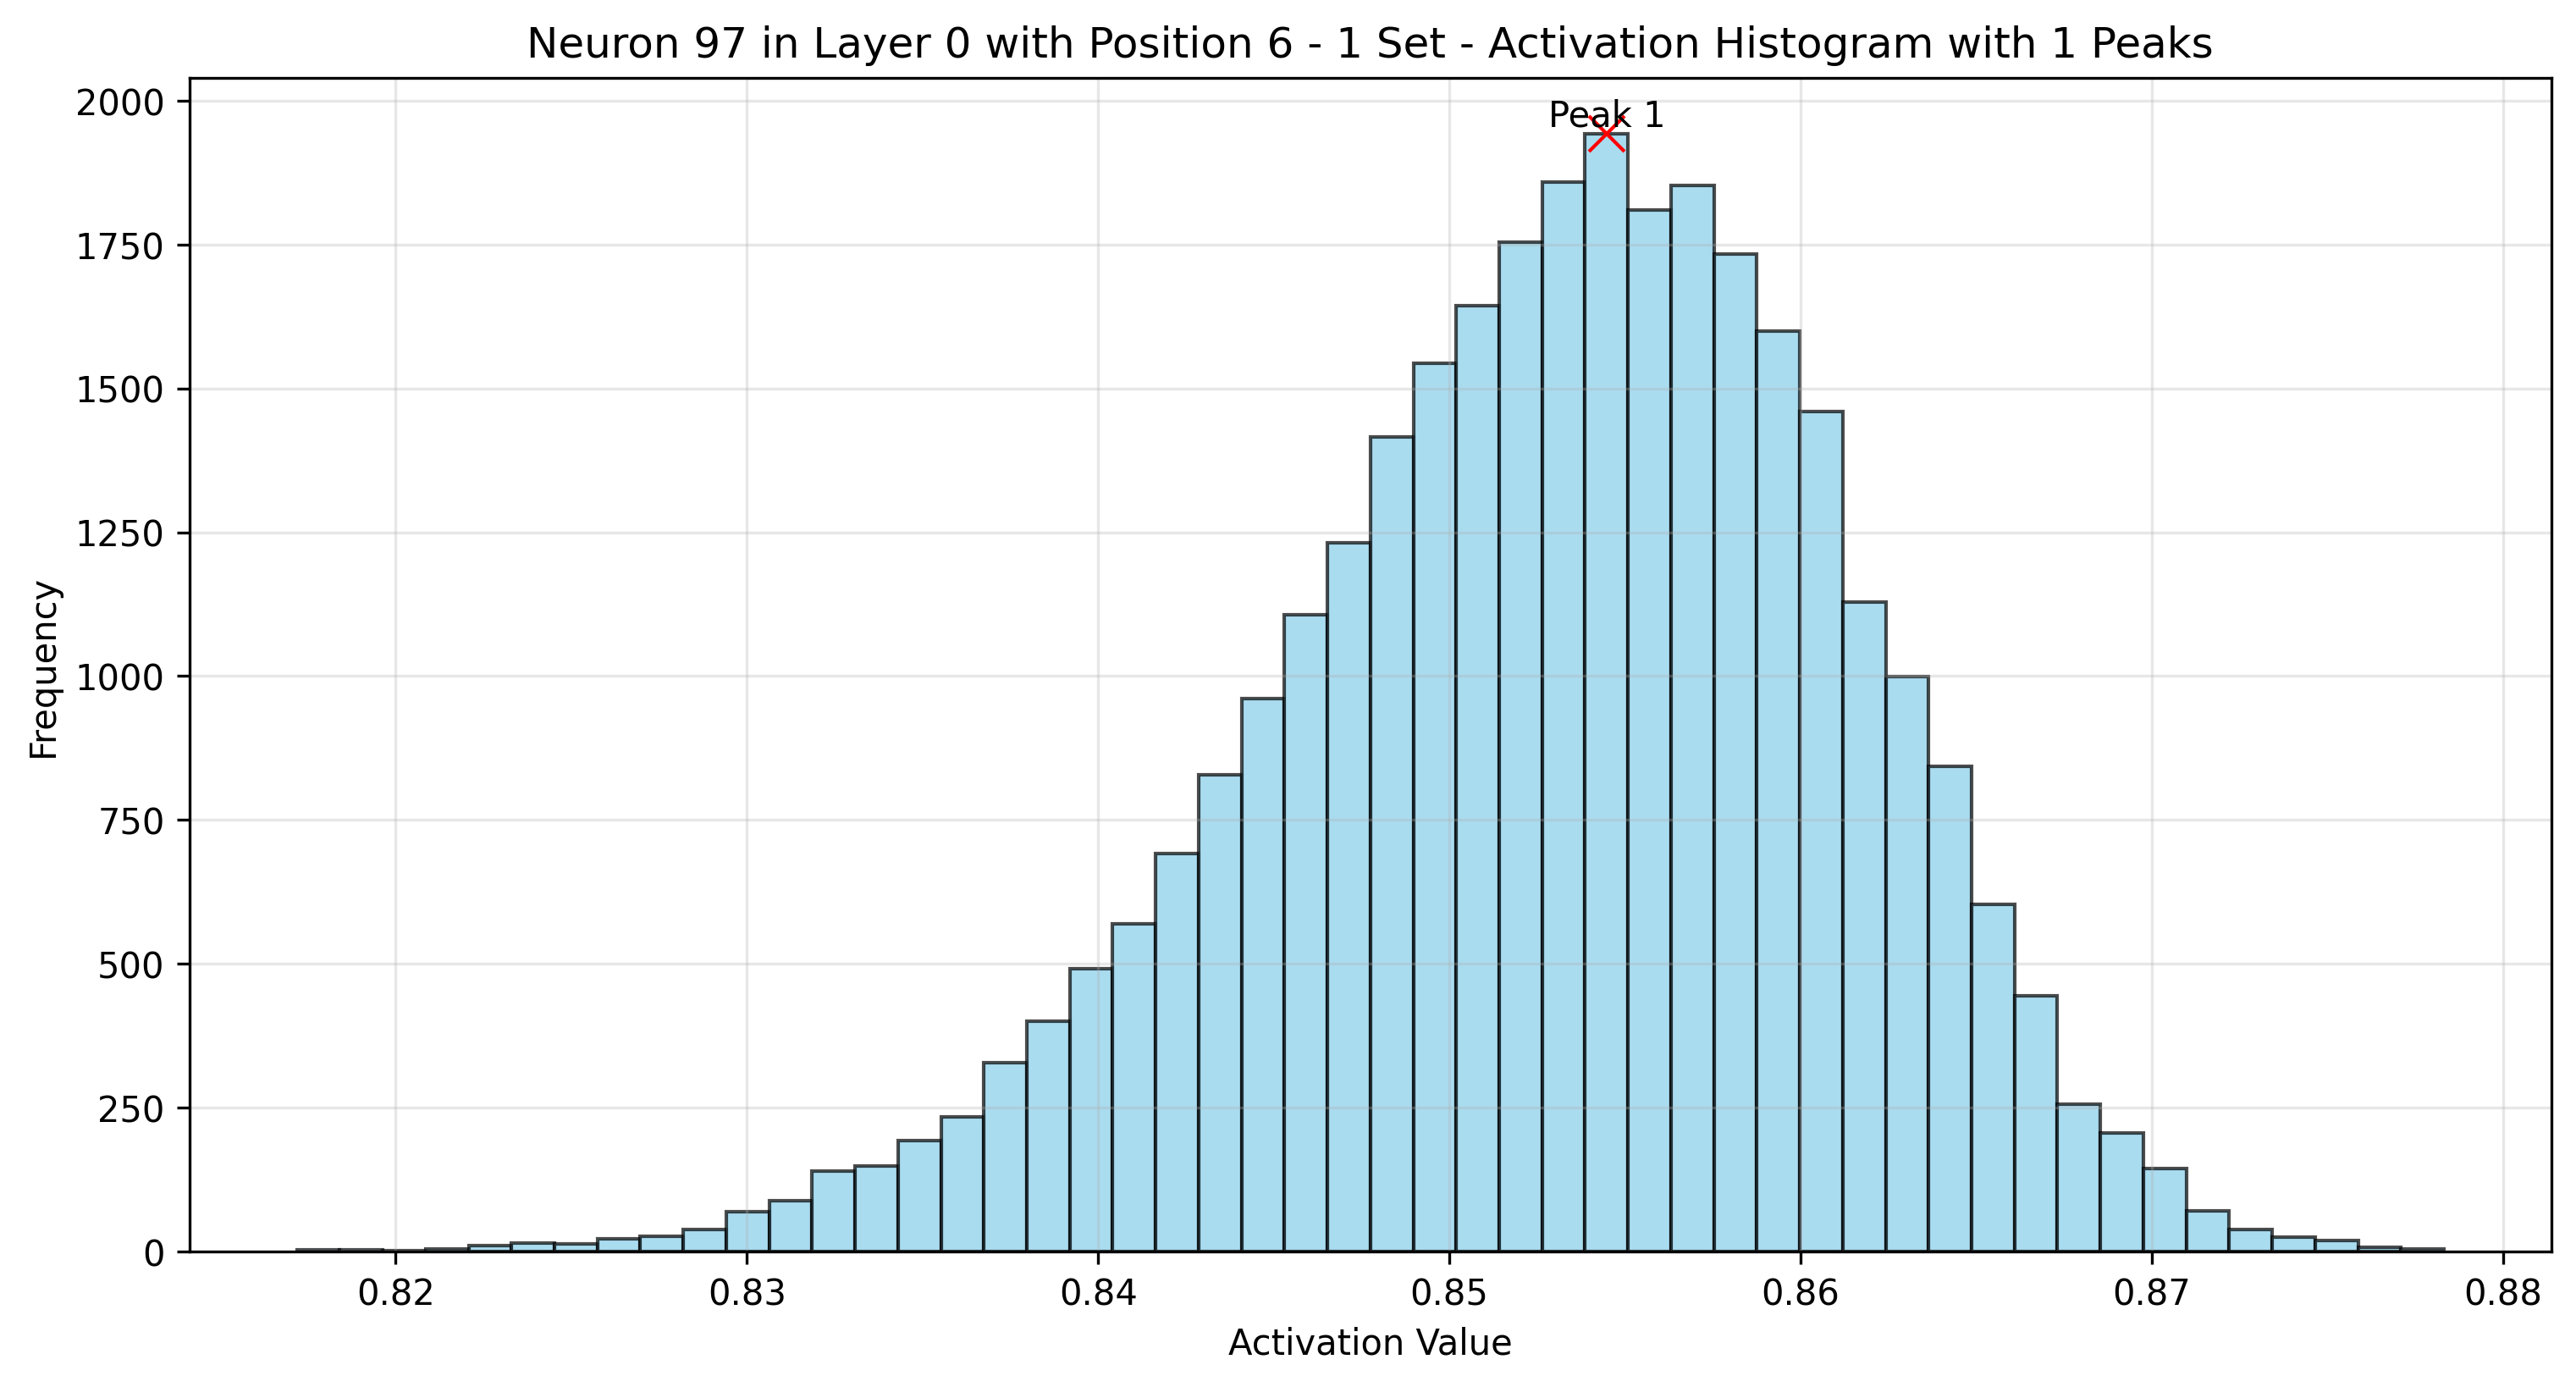 Neuron 97 in Layer 0 with Position 6 - 1 Set - Activation Histogram with 1 Peaks
Peak 1
2000
1750
1500
1250
1000
750
500
250
0
Frequency
0.82 0.83 0.84 0.85 0.86 0.87 0.88
Activation Value